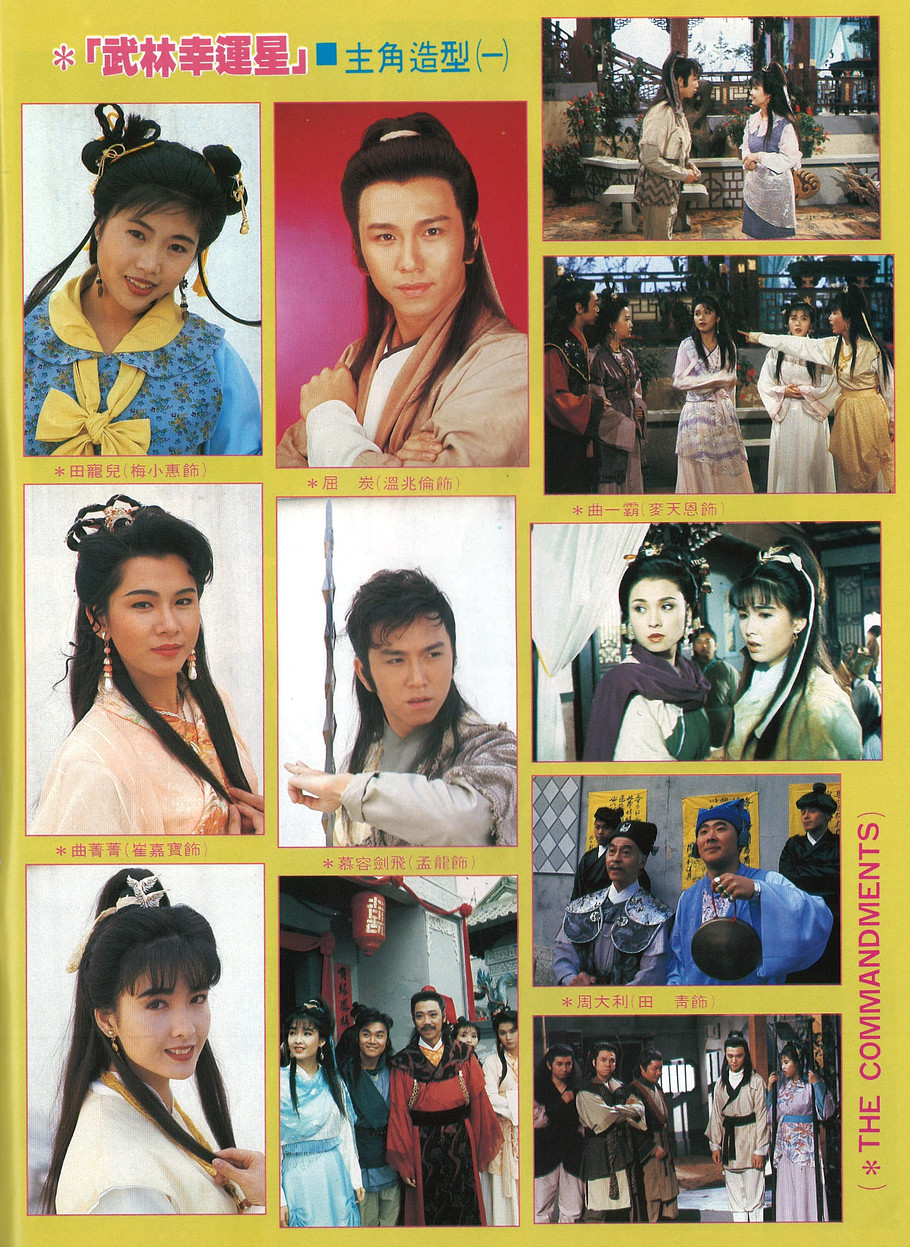 ＊「武林幸運星」■主角造型(一)
＊田寵兒(梅小惠飾)
＊屈　炭(溫兆倫飾)
＊曲一霸(麥天恩飾)
＊曲菁菁(崔嘉寶飾)
＊慕容劍飛(孟龍飾)
＊周大利(田　青飾)
(＊THE COMMANDMENTS)